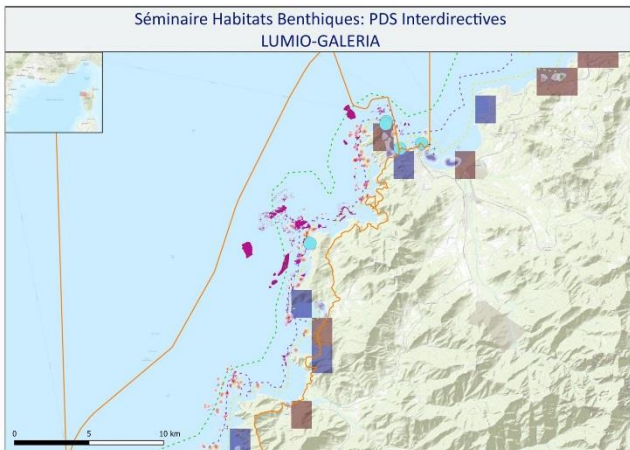 Séminaire Habitats Benthiques: PDS Interdirectives
LUMIO-GALERIA
0 5 10 km